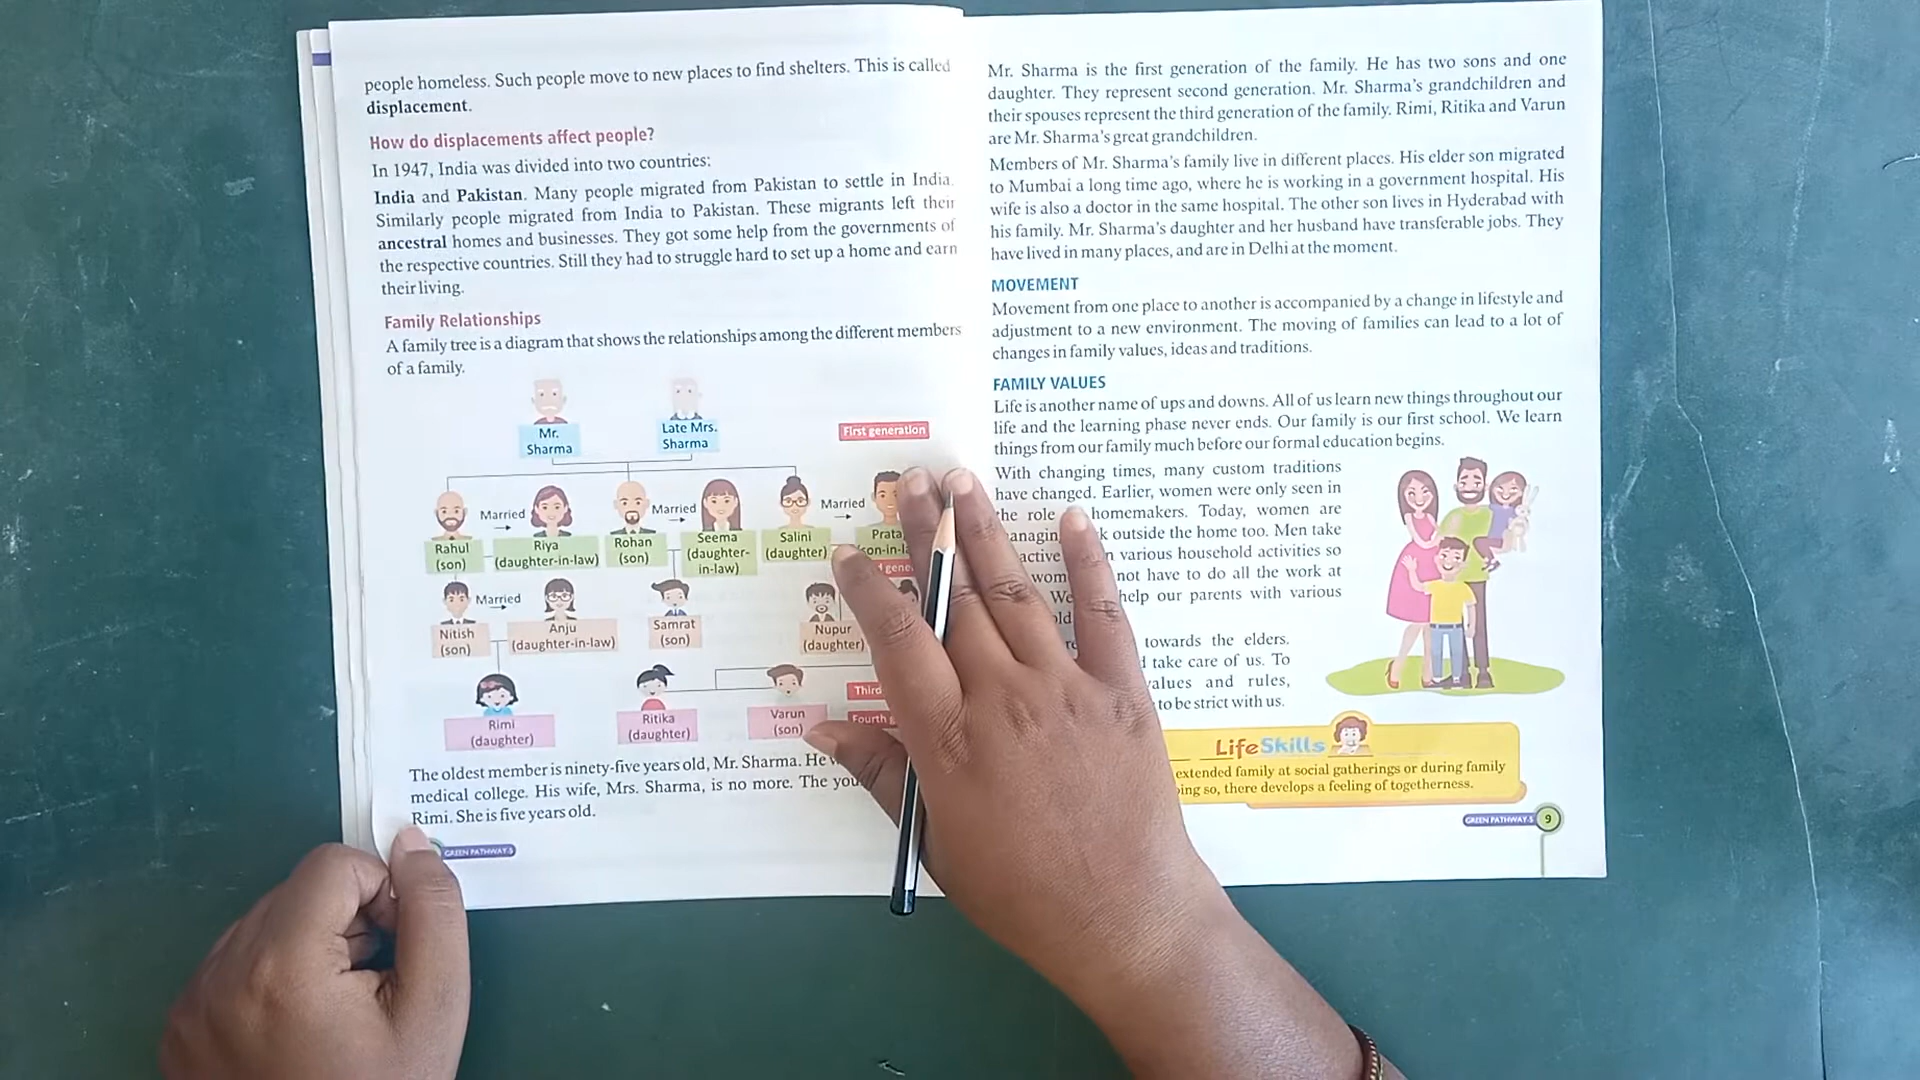 people homeless. Such people move to new places to find shelters. This is called
displacement.
How do displacements affect people?
In 1947, India was divided into two countries:
India and Pakistan. Many people migrated from Pakistan to settle in India.
Similarly people migrated from India to Pakistan. These migrants left their
ancestral homes and businesses. They got some help from the governments of
the respective countries. Still they had to struggle hard to set up a home and earn
their living.
Family Relationships
A family tree is a diagram that shows the relationships among the different members
of a family.
Mr.
Sharma
Late Mrs.
Sharma
First generation
Married
Married
Married
Rahul
(son)
Riya
(daughter-in-law)
Rohan
(son)
Seema
(daughter-
in-law)
Salini
(daughter)
Married
Nitish
(son)
Anju
(daughter-in-law)
Samrat
(son)
Nupur
(daughter)
Third
Fourth
Rimi
(daughter)
Ritika
(daughter)
Varun
(son)
The oldest member is ninety-five years old, Mr. Sharma. He
medical college. His wife, Mrs. Sharma, is no more. The
Rimi. She is five years old.
GREEN PATHWAY-5
Mr. Sharma is the first generation of the family. He has two sons and one
daughter. They represent second generation. Mr. Sharma's grandchildren and
their spouses represent the third generation of the family. Rimi, Ritika and Varun
are Mr. Sharma's great grandchildren.
Members of Mr. Sharma's family live in different places. His elder son migrated
to Mumbai a long time ago, where he is working in a government hospital. His
wife is also a doctor in the same hospital. The other son lives in Hyderabad with
his family. Mr. Sharma's daughter and her husband have transferable jobs. They
have lived in many places, and are in Delhi at the moment.
MOVEMENT
Movement from one place to another is accompanied by a change in lifestyle and
adjustment to a new environment. The moving of families can lead to a lot of
changes in family values, ideas and traditions.
FAMILY VALUES
Life is another name of ups and downs. All of us learn new things throughout our
life and the learning phase never ends. Our family is our first school. We learn
things from our family much before our formal education begins.
With changing times, many custom traditions
have changed. Earlier, women were only seen in
the role homemakers. Today, women are
outside the home too. Men take
active various household activities so
not have to do all the work at
We help our parents with various
towards the elders.
take care of us. To
values and rules,
to be strict with us.
Life Skills
extended family at social gatherings or during family
so, there develops a feeling of togetherness.
GREEN PATHWAY-5 9